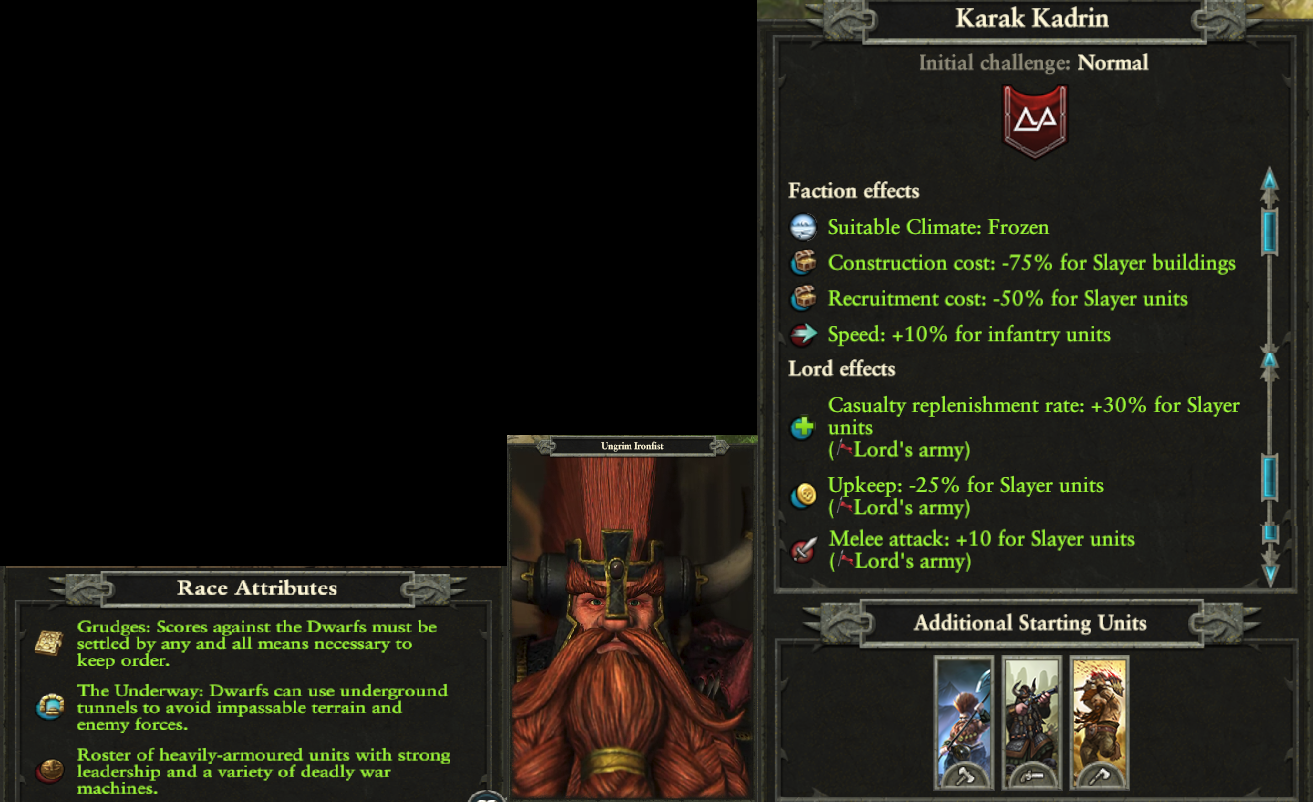 Karak Kadrin
Initial challenge: Normal
Faction effects
Suitable Climate: Frozen
Construction cost: -75% for Slayer buildings
Recruitment cost: -50% for Slayer units
Speed: +10% for infantry units
Lord effects
Casualty replenishment rate: +30% for Slayer
units
(Lord's army)
Upkeep: -25% for Slayer units
(Lord's army)
Melee attack: +10 for Slayer units
(Lord's army)
Additional Starting Units
Ungrim Ironfist
Race Attributes
Grudges: Scores against the Dwarfs must be
settled by any and all means necessary to
keep order.
The Underway: Dwarfs can use underground
tunnels to avoid impassable terrain and
enemy forces.
Roster of heavily-armoured units with strong
leadership and a variety of deadly war
machines.